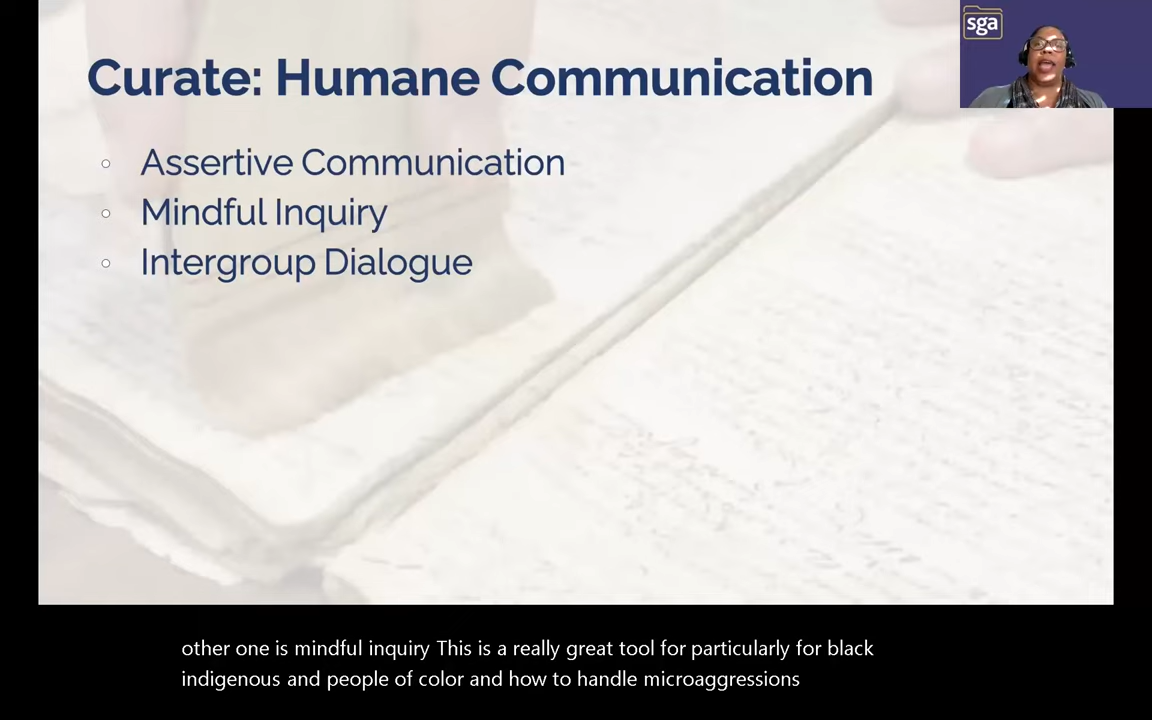 Curate: Humane Communication
sga
Assertive Communication
Mindful Inquiry
Intergroup Dialogue
other one is mindful inquiry This is a really great tool for particularly for black
indigenous and people of color and how to handle microaggressions